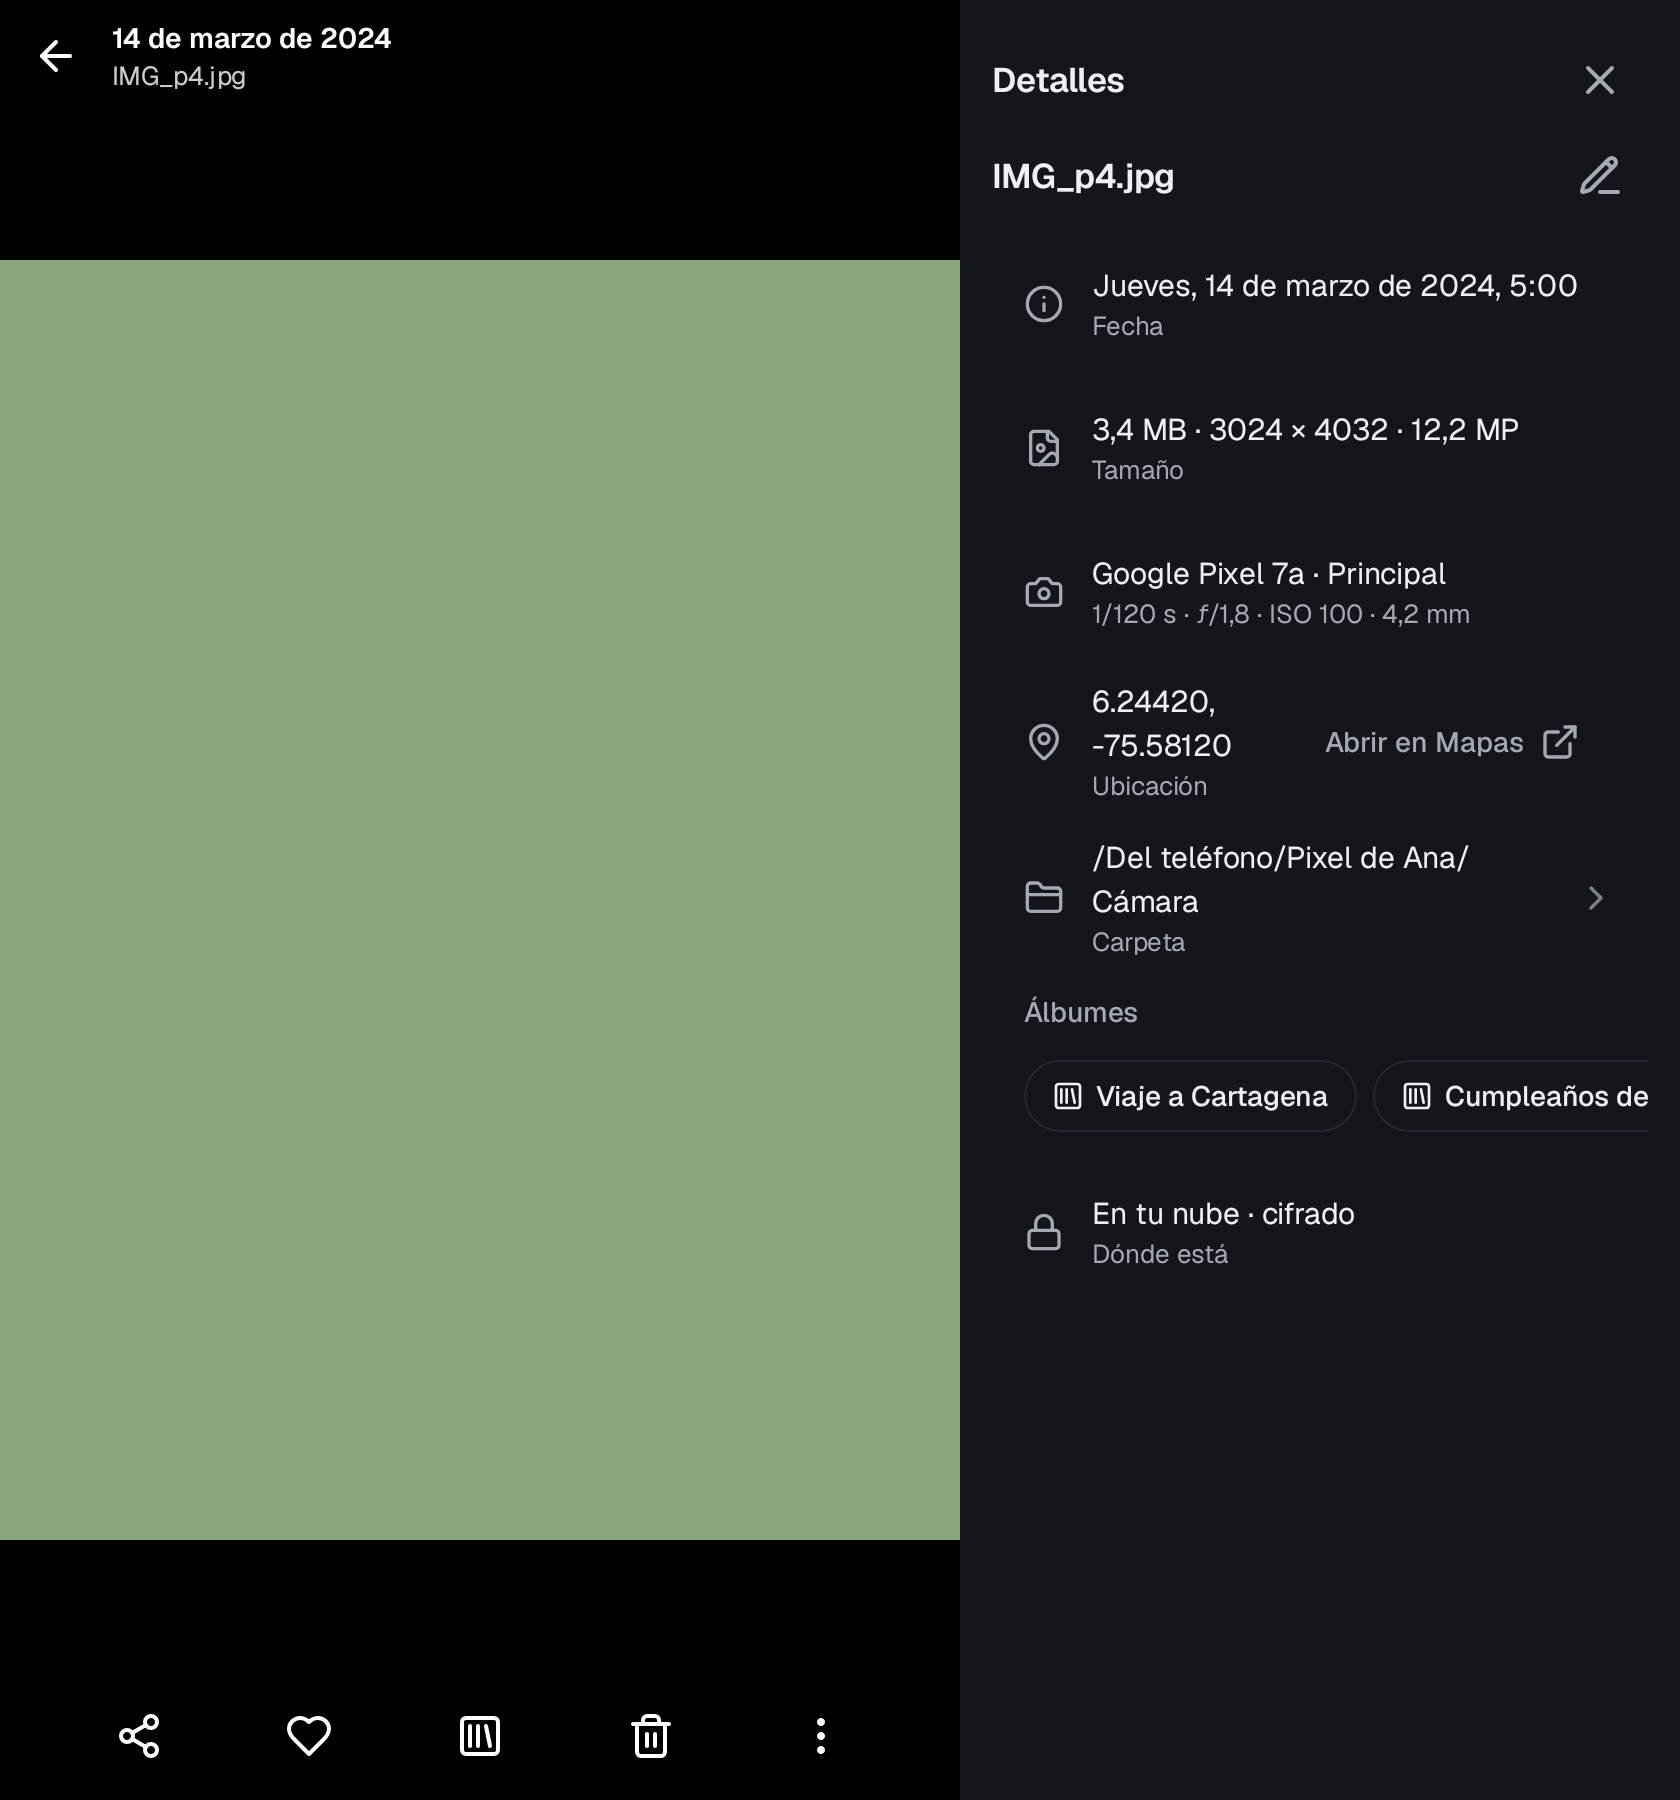 14 de marzo de 2024
IMG_p4.jpg
Detalles
IMG_p4.jpg
Jueves, 14 de marzo de 2024, 5:00
Fecha
3,4 MB · 3024 × 4032 · 12,2 MP
Tamaño
Google Pixel 7a · Principal
1/120 s · ƒ/1,8 · ISO 100 · 4,2 mm
6.24420,
-75.58120
Abrir en Mapas
Ubicación
/Del teléfono/Pixel de Ana/
Cámara
Carpeta
Álbumes
Viaje a Cartagena
Cumpleaños de
En tu nube · cifrado
Dónde está